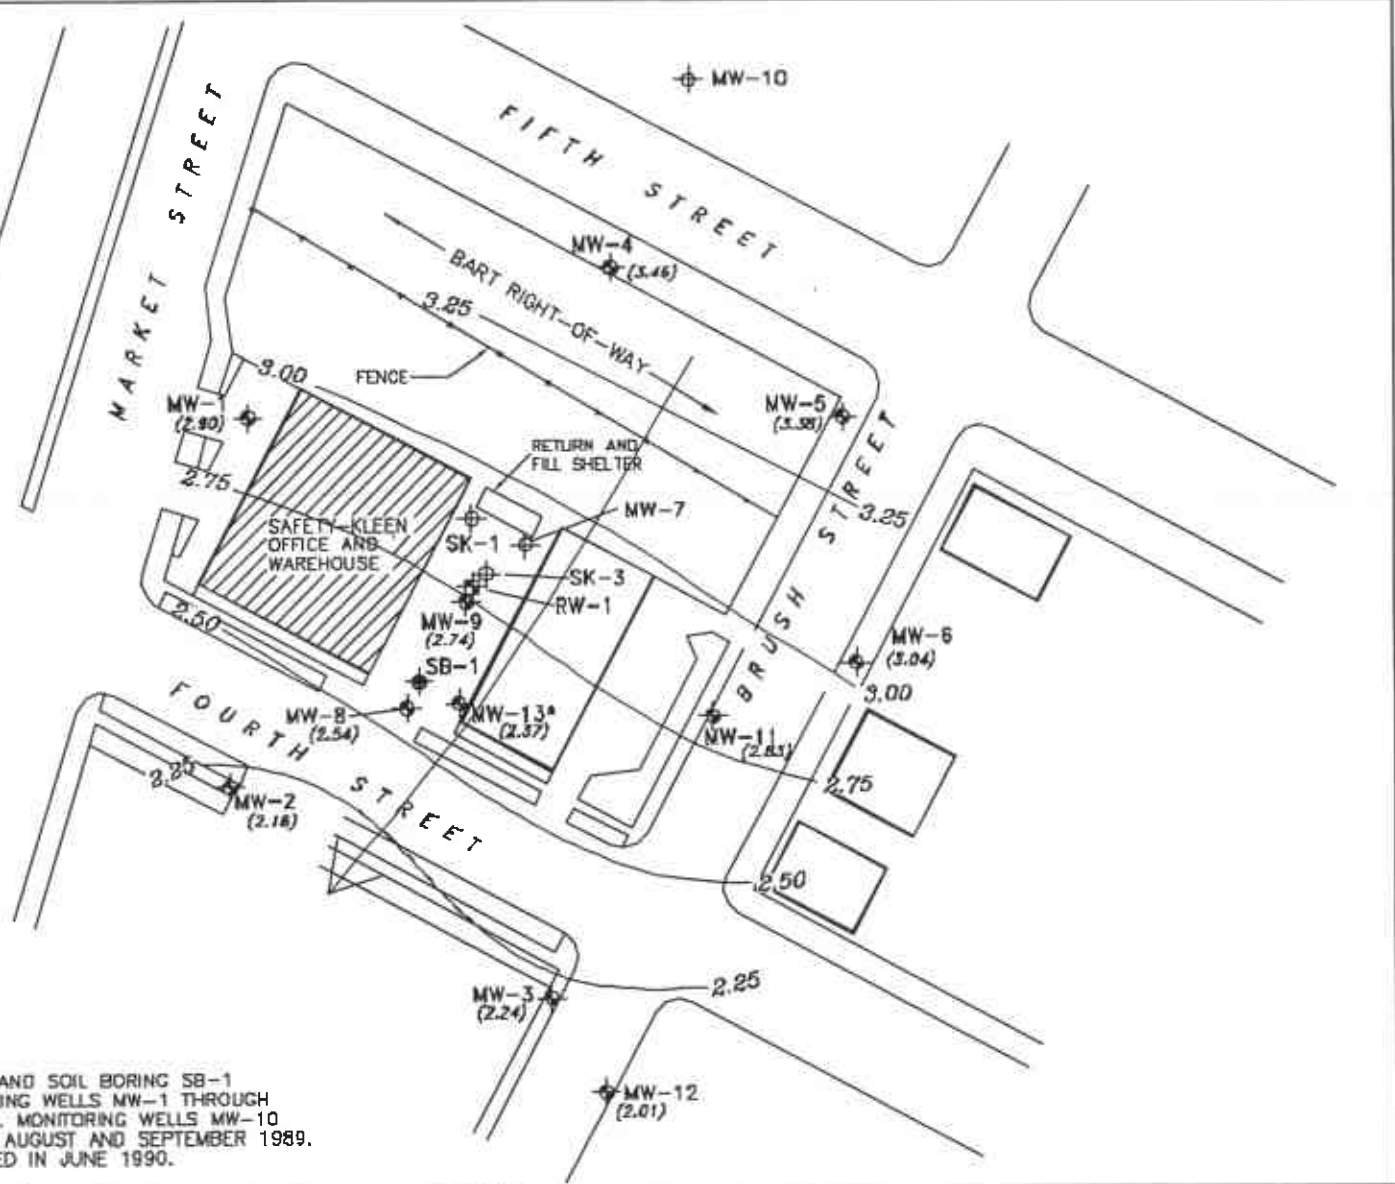 MW-10
FIFTH STREET
MARKET STREET
MW-4
(3.46)
BART RIGHT-OF-WAY
3.25
FENCE
3.00
MW-1
(2.90)
MW-5
(3.38)
RETURN AND
FILL SHELTER
2.75
3.25
MW-7
SAFETY-KLEEN
OFFICE AND
WAREHOUSE
SK-1
SK-3
RW-1
BRUSH STREET
2.50
MW-9
(2.74)
MW-6
(3.04)
SB-1
3.00
FOURTH STREET
MW-8
(2.54)
MW-13*
(2.57)
MW-11
2.25
2.75
MW-2
(2.16)
2.50
2.25
MW-3
(2.24)
MW-12
(2.01)
AND SOIL BORING SB-1
ING WELLS MW-1 THROUGH
. MONITORING WELLS MW-10
AUGUST AND SEPTEMBER 1989.
ED IN JUNE 1990.